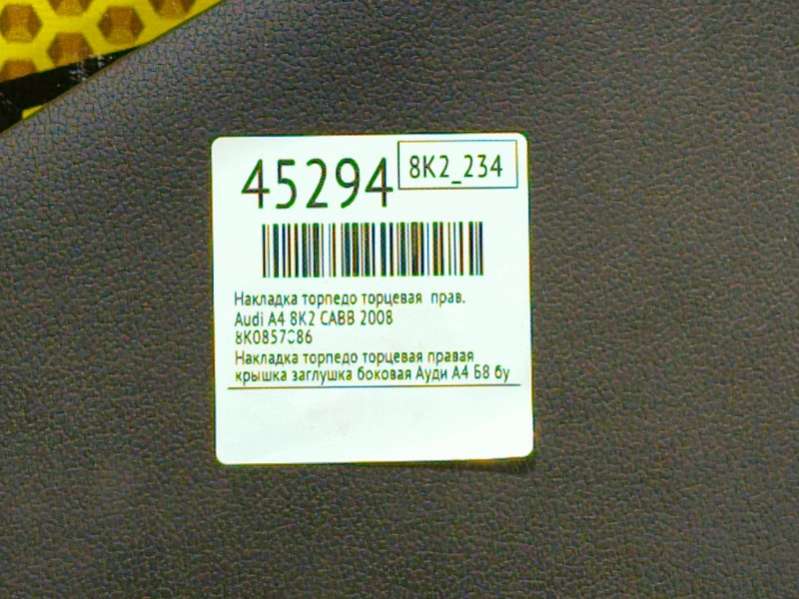 45294
8K2_234
Накладка торпедо торцевая прав.
Audi A4 8K2 CABB 2008
Накладка торпедо торцевая правая
крышка заглушка боковая Ауди А4 Б8 бу